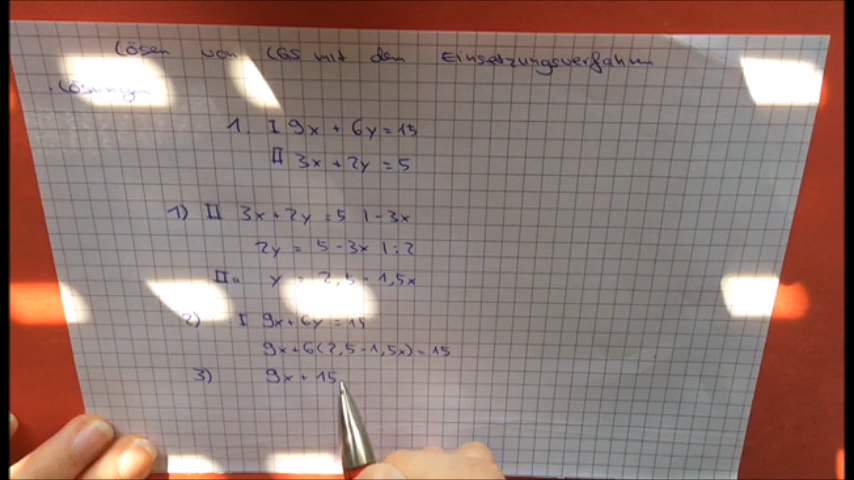 Lösen von LGS mit dem Einsetzungsverfahren
Lösungen
1. I 9x + 6y = 15
II 3x + 2y = 5
1) II 3x + 2y = 5 | - 3x
2y = 5 - 3x | : 2
IIa y = 2,5 - 1,5x
2) I 9x + 6y = 15
9x + 6(2,5 - 1,5x) = 15
3) 9x + 15